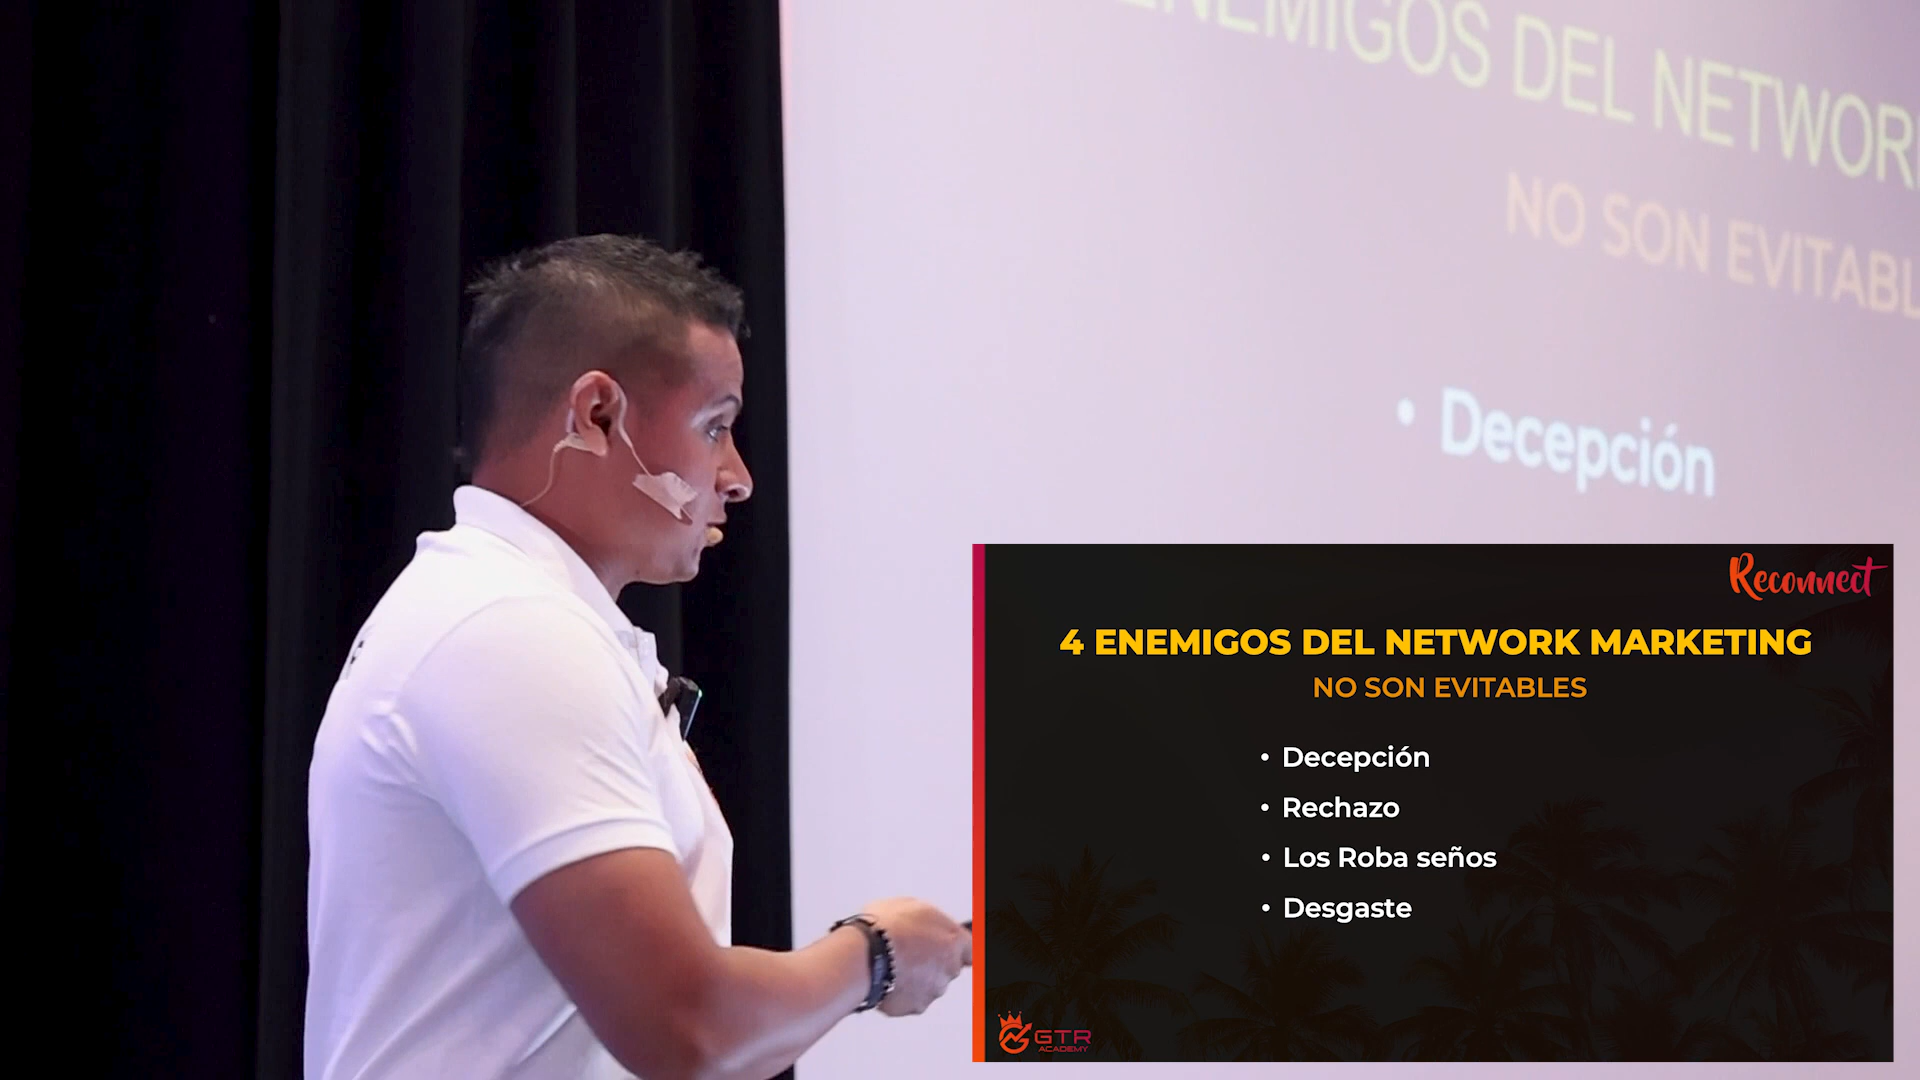 ENEMIGOS DEL NETWORK
NO SON EVITABL
• Decepción
Reconnect
4 ENEMIGOS DEL NETWORK MARKETING
NO SON EVITABLES
• Decepción
• Rechazo
• Los Roba seños
• Desgaste
GTR
ACADEMY